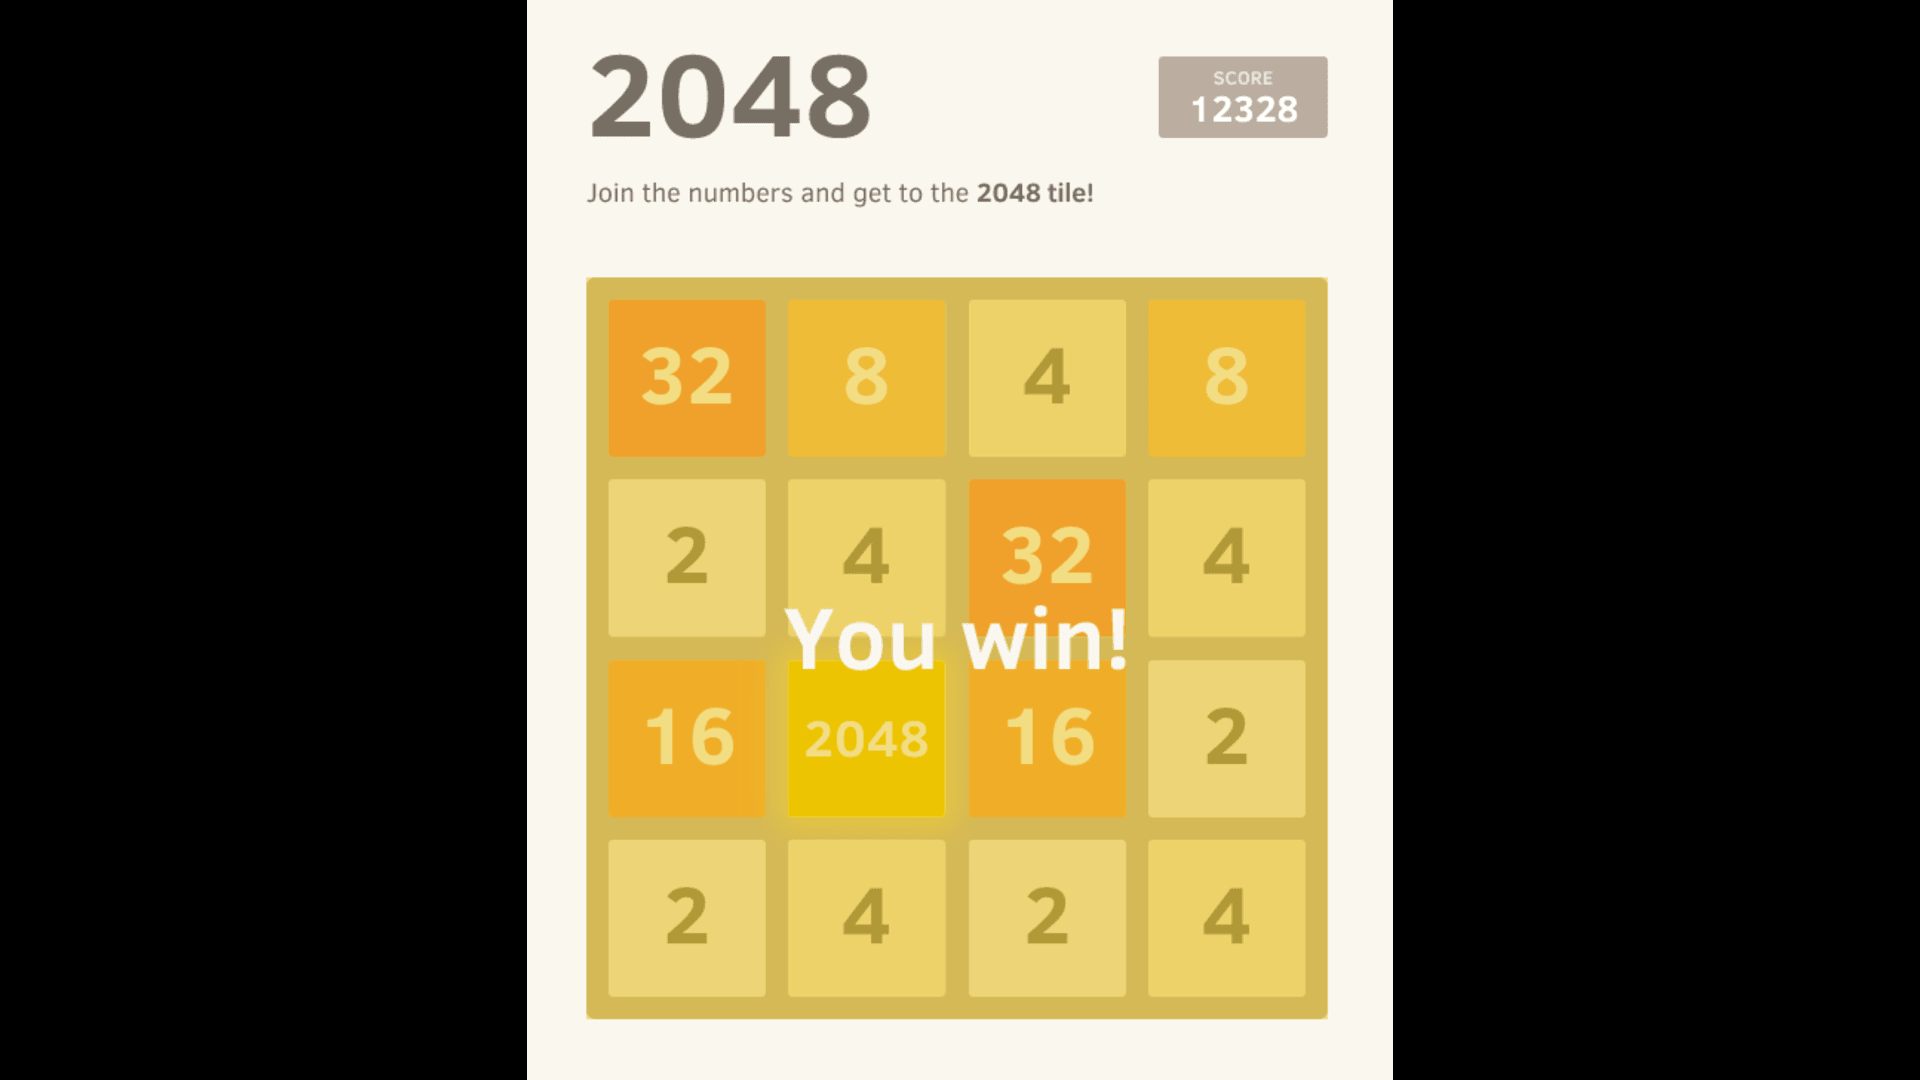 2048
SCORE
12328
Join the numbers and get to the 2048 tile!
32 8 4 8
2 4 32 4
You win!
16 2048 16 2
2 4 2 4